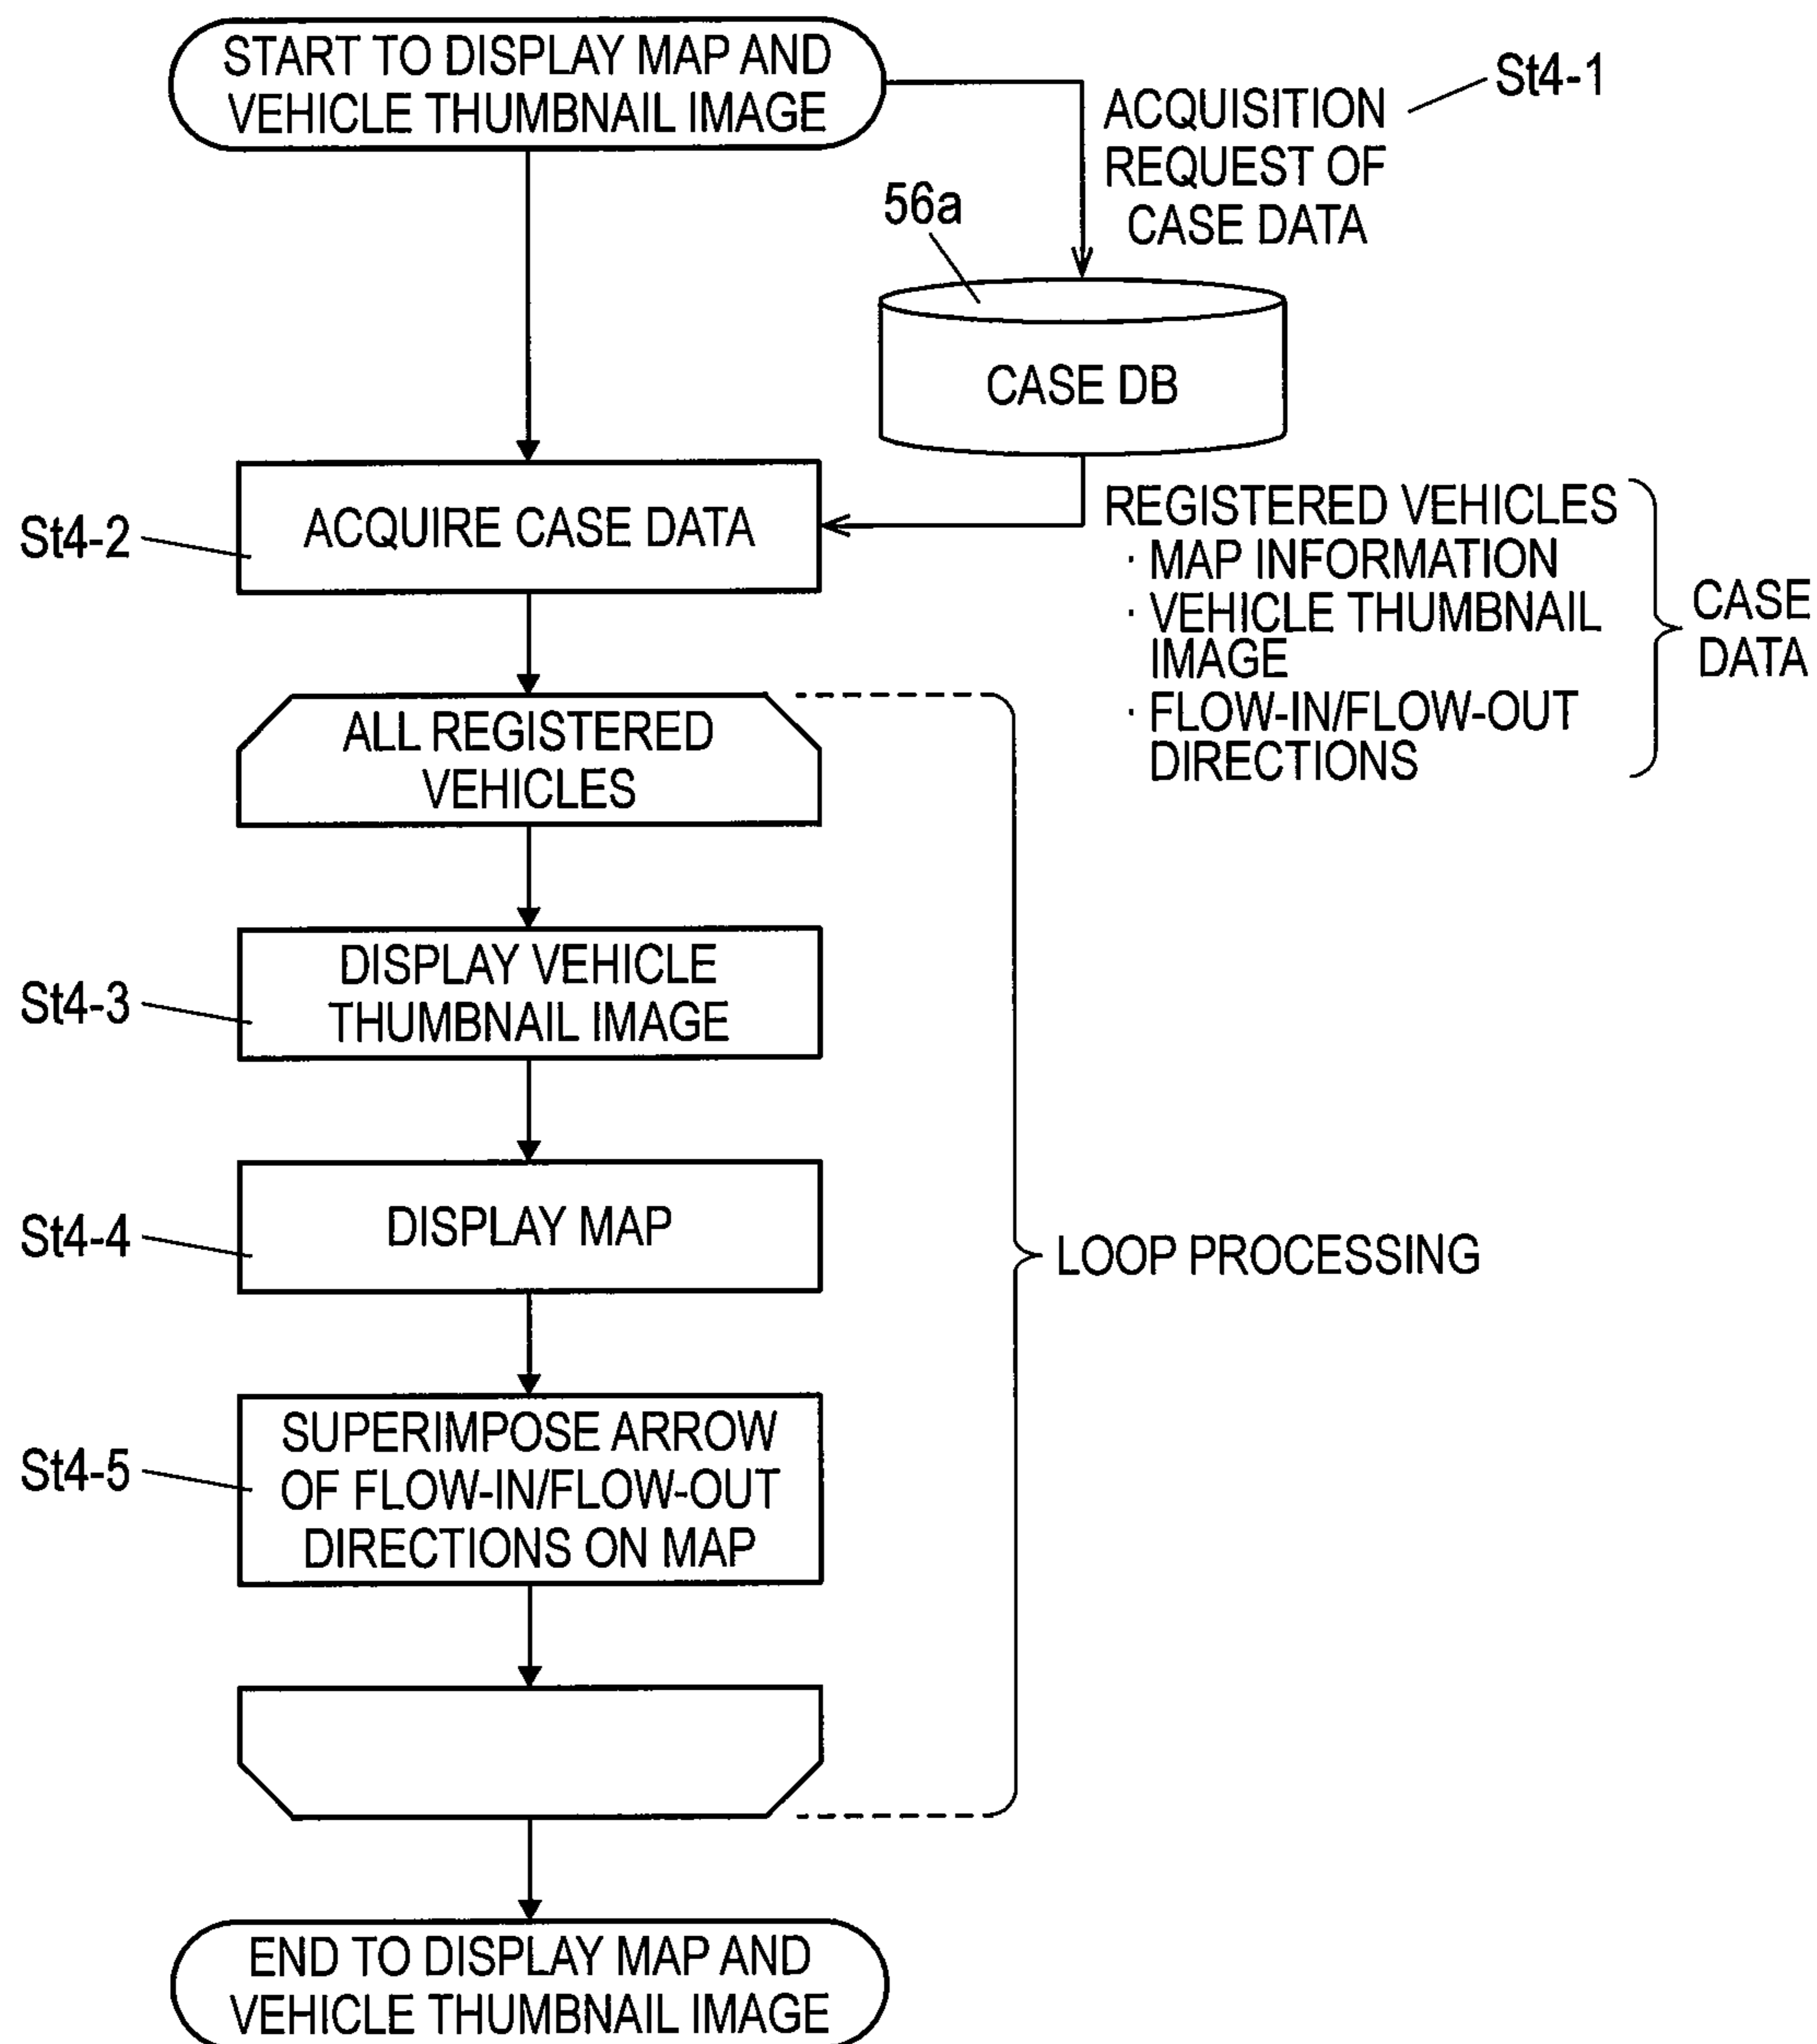 START TO DISPLAY MAP AND
VEHICLE THUMBNAIL IMAGE
St4-1
ACQUISITION
REQUEST OF
CASE DATA
56a
CASE DB
St4-2
ACQUIRE CASE DATA
REGISTERED VEHICLES
· MAP INFORMATION
· VEHICLE THUMBNAIL
IMAGE
· FLOW-IN/FLOW-OUT
DIRECTIONS
CASE
DATA
ALL REGISTERED
VEHICLES
St4-3
DISPLAY VEHICLE
THUMBNAIL IMAGE
St4-4
DISPLAY MAP
LOOP PROCESSING
St4-5
SUPERIMPOSE ARROW
OF FLOW-IN/FLOW-OUT
DIRECTIONS ON MAP
END TO DISPLAY MAP AND
VEHICLE THUMBNAIL IMAGE